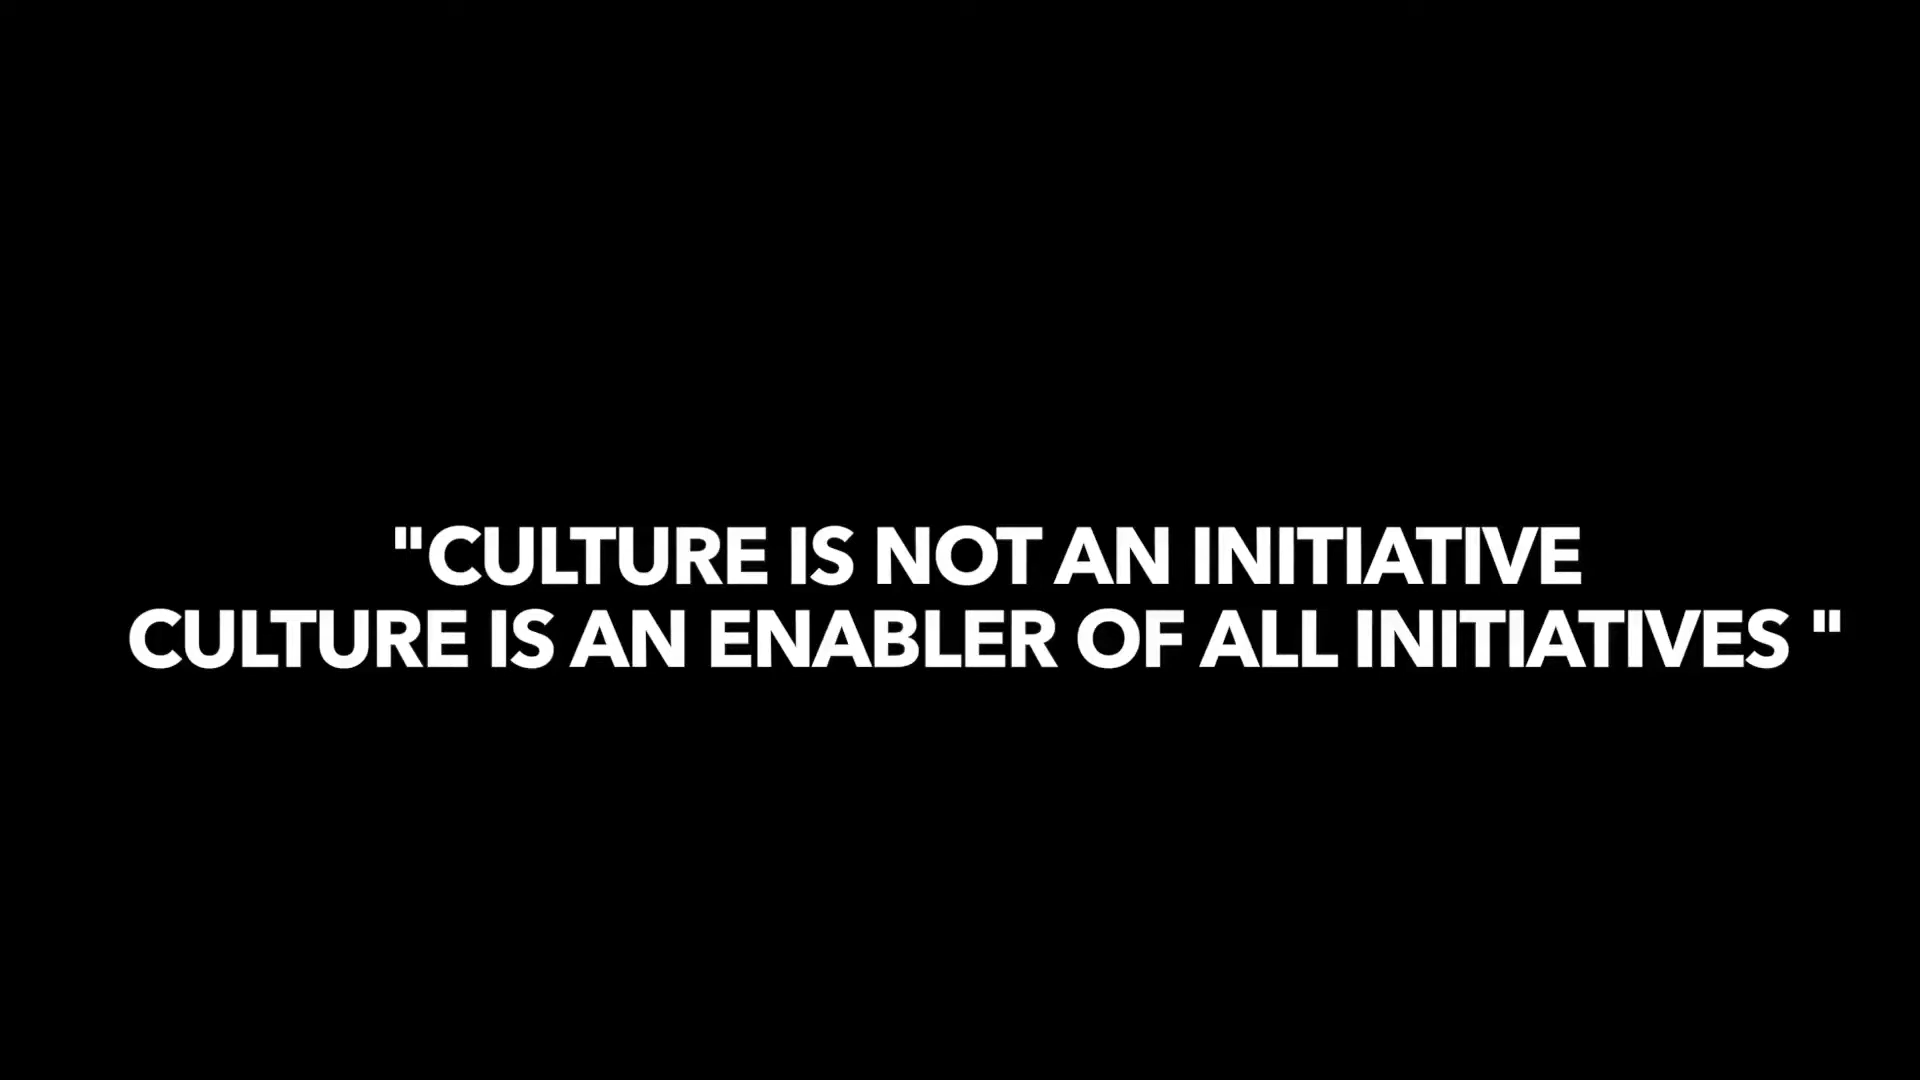 "CULTURE IS NOT AN INITIATIVE
CULTURE IS AN ENABLER OF ALL INITIATIVES "